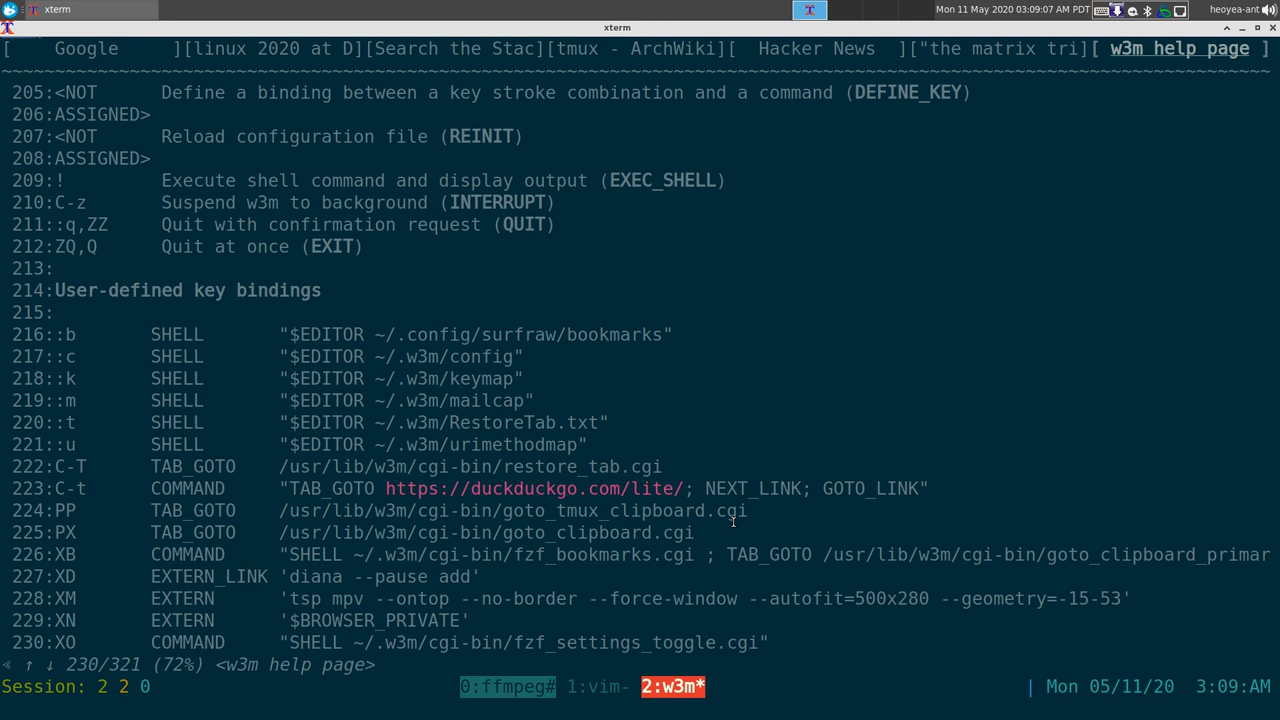 xterm
Mon 11 May 2020 03:09:07 AM PDT
heoyea-ant
xterm
[ Google ][linux 2020 at D][Search the Stac][tmux - ArchWiki][ Hacker News ]["the matrix tri][ w3m help page ]
~~~~~~~~~~~~~~~~~~~~~~~~~~~~~~~~~~~~~~~~~~~~~~~~~~~~~~~~~~~~~~~~~~~~~~~~~~~~~~~~~~~~~~~~~~~~~~~~~~~~~~~~~~~~~~~~~~~~~~~
205:<NOT Define a binding between a key stroke combination and a command (DEFINE_KEY)
206:ASSIGNED>
207:<NOT Reload configuration file (REINIT)
208:ASSIGNED>
209:! Execute shell command and display output (EXEC_SHELL)
210:C-z Suspend w3m to background (INTERRUPT)
211::q,ZZ Quit with confirmation request (QUIT)
212:ZQ,Q Quit at once (EXIT)
213:
214:User-defined key bindings
215:
216::b SHELL "$EDITOR ~/.config/surfraw/bookmarks"
217::c SHELL "$EDITOR ~/.w3m/config"
218::k SHELL "$EDITOR ~/.w3m/keymap"
219::m SHELL "$EDITOR ~/.w3m/mailcap"
220::t SHELL "$EDITOR ~/.w3m/RestoreTab.txt"
221::u SHELL "$EDITOR ~/.w3m/urimethodmap"
222:C-T TAB_GOTO /usr/lib/w3m/cgi-bin/restore_tab.cgi
223:C-t COMMAND "TAB_GOTO https://duckduckgo.com/lite/; NEXT_LINK; GOTO_LINK"
224:PP TAB_GOTO /usr/lib/w3m/cgi-bin/goto_tmux_clipboard.cgi
225:PX TAB_GOTO /usr/lib/w3m/cgi-bin/goto_clipboard.cgi
226:XB COMMAND "SHELL ~/.w3m/cgi-bin/fzf_bookmarks.cgi ; TAB_GOTO /usr/lib/w3m/cgi-bin/goto_clipboard_primar
227:XD EXTERN_LINK 'diana --pause add'
228:XM EXTERN 'tsp mpv --ontop --no-border --force-window --autofit=500x280 --geometry=-15-53'
229:XN EXTERN '$BROWSER_PRIVATE'
230:XO COMMAND "SHELL ~/.w3m/cgi-bin/fzf_settings_toggle.cgi"
↑ ↓ 230/321 (72%) <w3m help page>
Session: 2 2 0 0:ffmpeg# 1:vim- 2:w3m* | Mon 05/11/20 3:09:AM